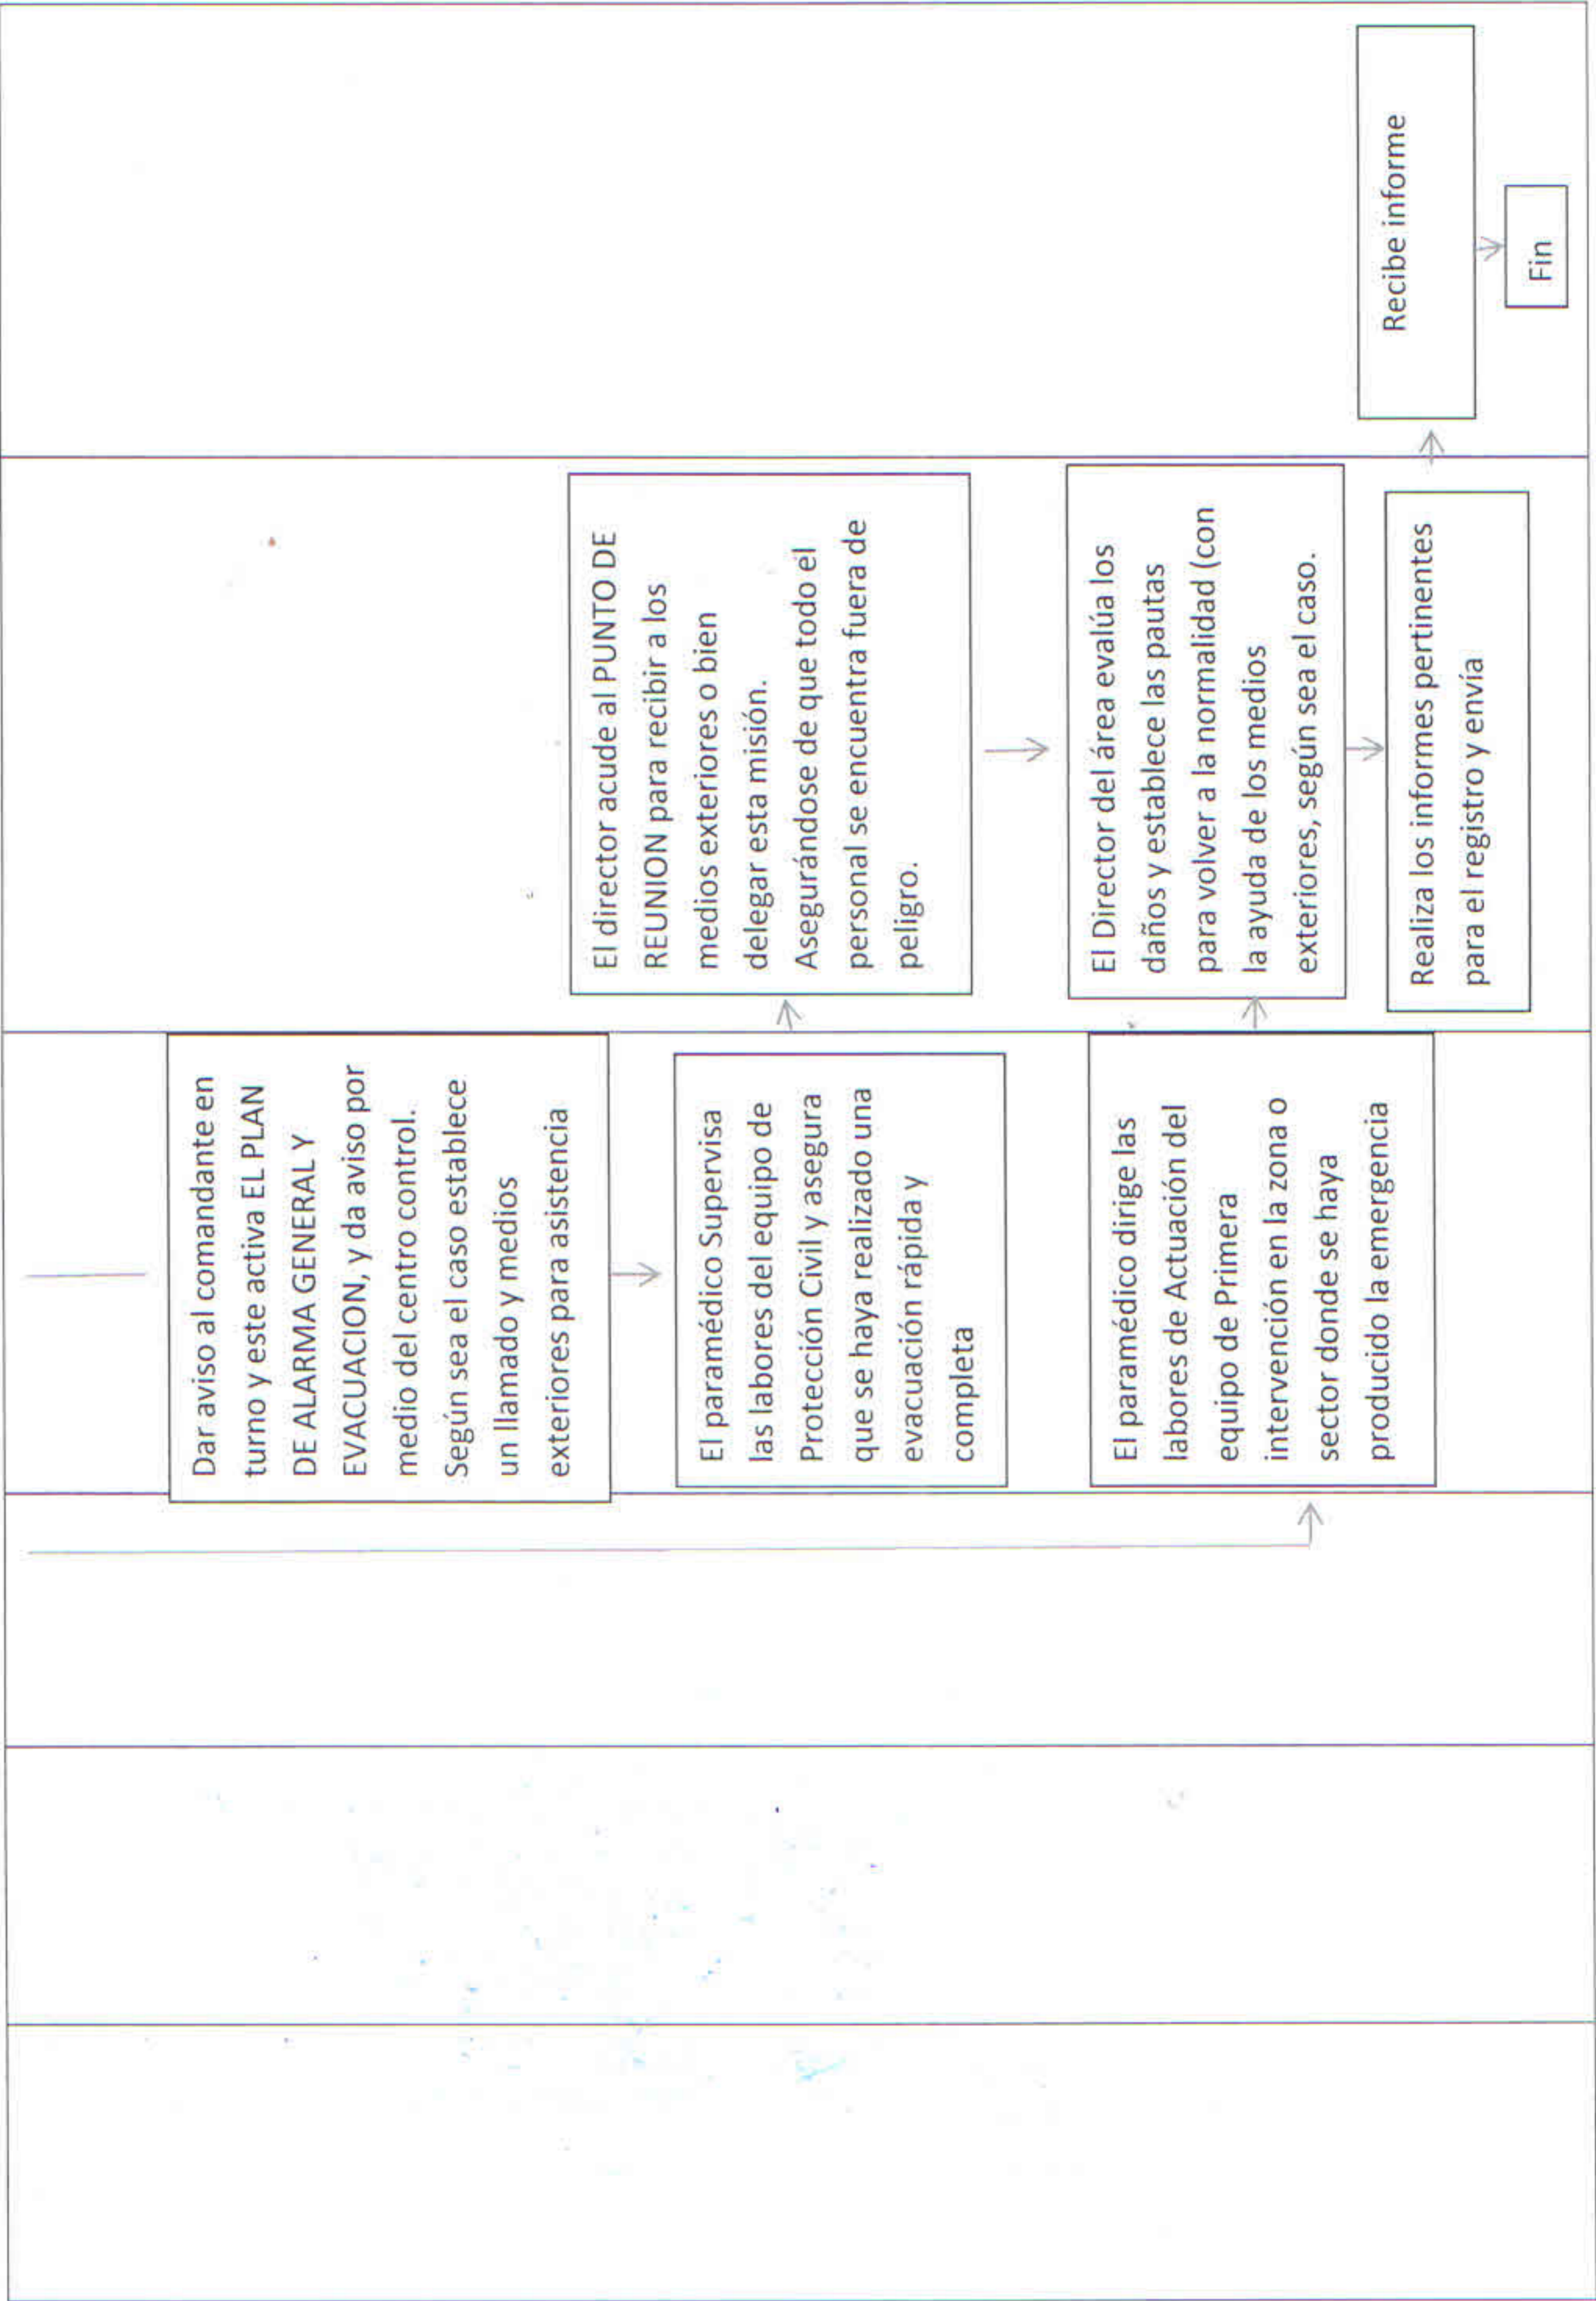 Dar aviso al comandante en
turno y este activa EL PLAN
DE ALARMA GENERAL Y
EVACUACION, y da aviso por
medio del centro control.
Según sea el caso establece
un llamado y medios
exteriores para asistencia
El paramédico Supervisa
las labores del equipo de
Protección Civil y asegura
que se haya realizado una
evacuación rápida y
completa
El director acude al PUNTO DE
REUNION para recibir a los
medios exteriores o bien
delegar esta misión.
Asegurándose de que todo el
personal se encuentra fuera de
peligro.
El paramédico dirige las
labores de Actuación del
equipo de Primera
intervención en la zona o
sector donde se haya
producido la emergencia
El Director del área evalúa los
daños y establece las pautas
para volver a la normalidad (con
la ayuda de los medios
exteriores, según sea el caso.
Realiza los informes pertinentes
para el registro y envía
Recibe informe
Fin